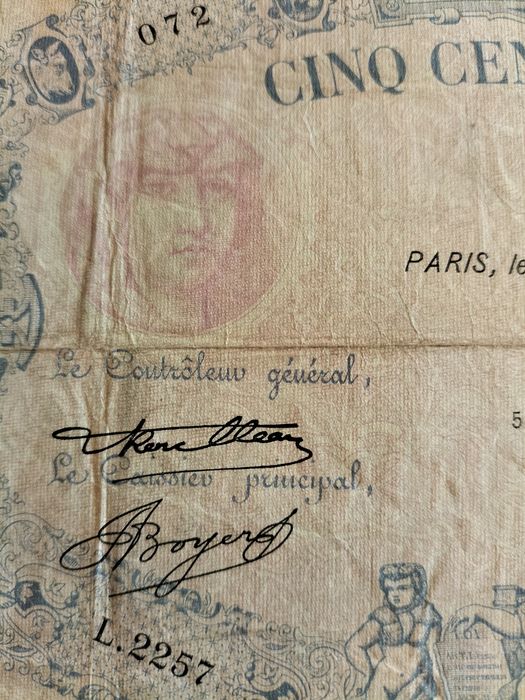 072
CINQ CEN
PARIS, le
Le Contrôleur général,
5
Le Caissier principal,
Boyer
L.2257